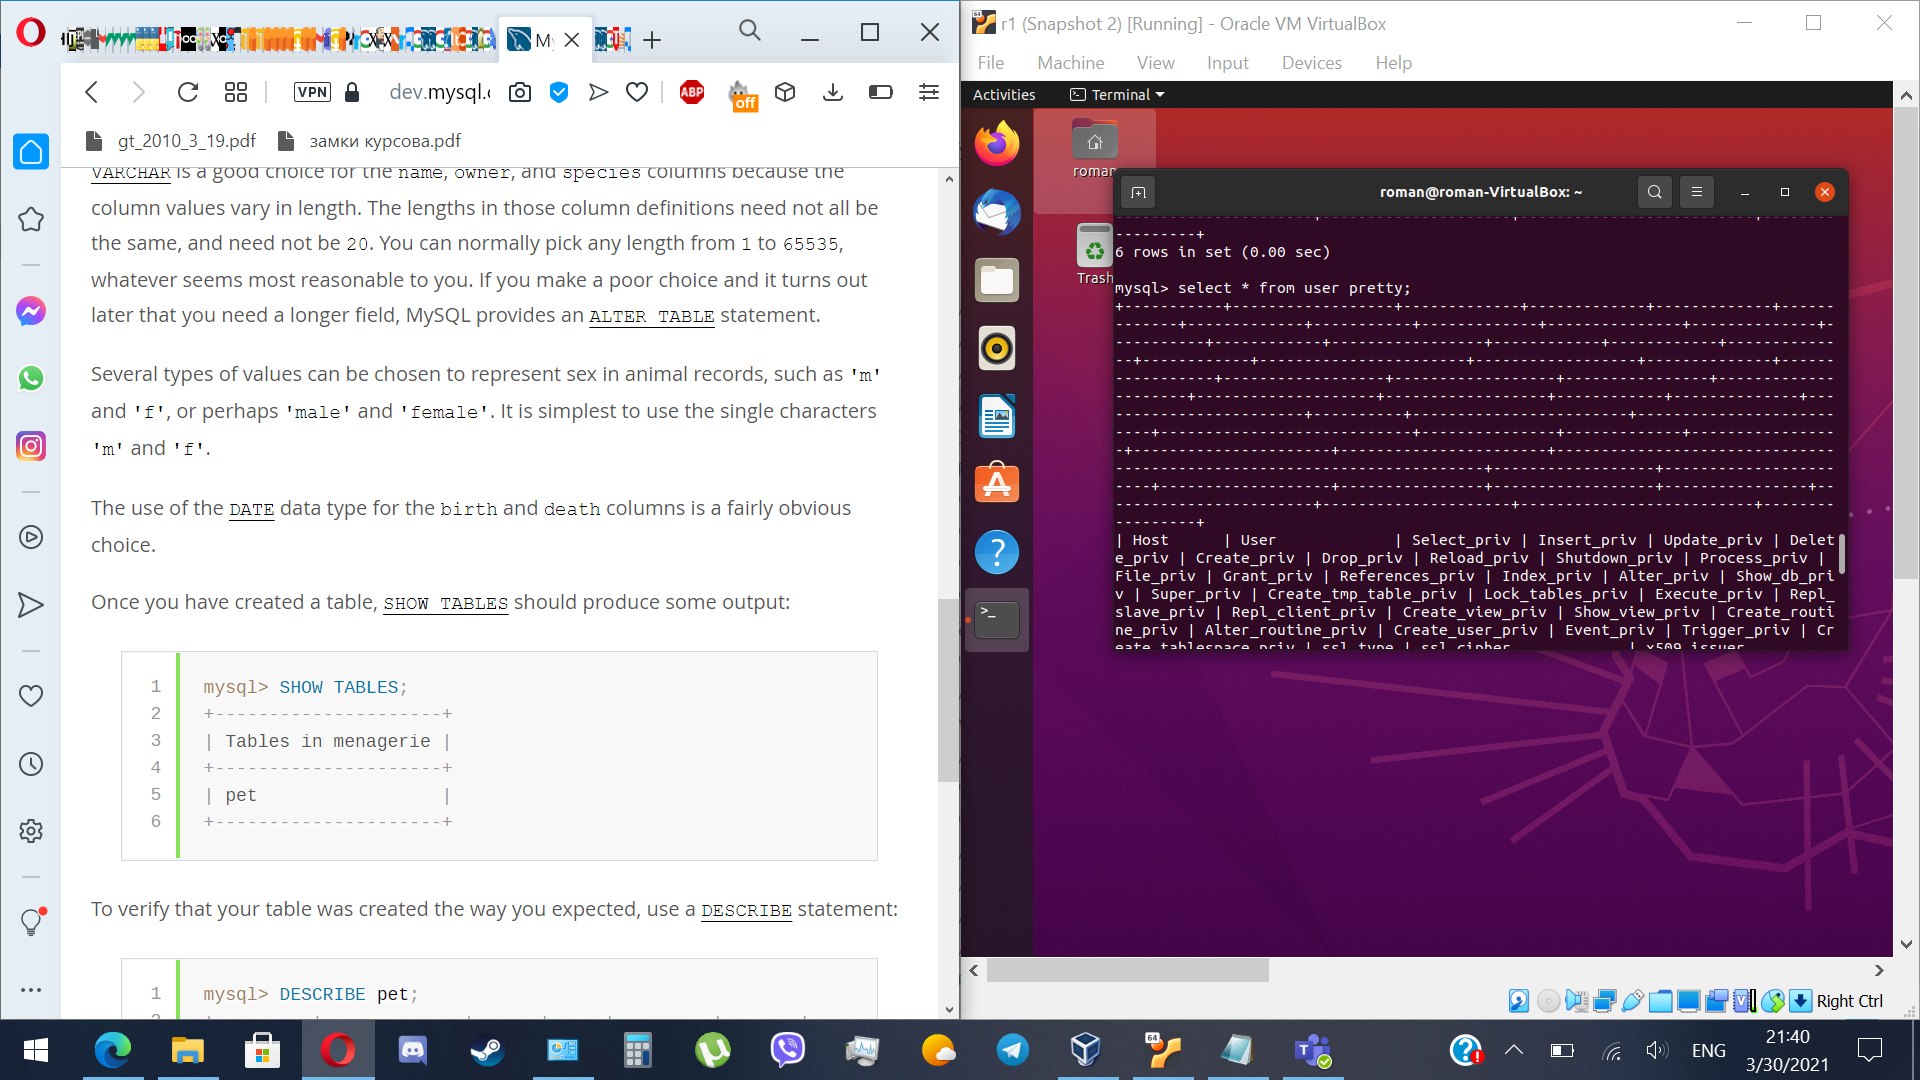 r1 (Snapshot 2) [Running] - Oracle VM VirtualBox
File Machine View Input Devices Help
VPN
dev.mysql.c
ABP
off
gt_2010_3_19.pdf замки курсова.pdf
VARCHAR is a good choice for the name, owner, and species columns because the
column values vary in length. The lengths in those column definitions need not all be
the same, and need not be 20. You can normally pick any length from 1 to 65535,
whatever seems most reasonable to you. If you make a poor choice and it turns out
later that you need a longer field, MySQL provides an ALTER TABLE statement.
Several types of values can be chosen to represent sex in animal records, such as 'm'
and 'f', or perhaps 'male' and 'female'. It is simplest to use the single characters
'm' and 'f'.
The use of the DATE data type for the birth and death columns is a fairly obvious
choice.
Once you have created a table, SHOW TABLES should produce some output:
1 mysql> SHOW TABLES;
2 +---------------------+
3 | Tables in menagerie |
4 +---------------------+
5 | pet                 |
6 +---------------------+
To verify that your table was created the way you expected, use a DESCRIBE statement:
1 mysql> DESCRIBE pet;
Activities Terminal
roman
Trash
roman@roman-VirtualBox: ~
---------+
6 rows in set (0.00 sec)
mysql> select * from user pretty;
| Host      | User             | Select_priv | Insert_priv | Update_priv | Delet
e_priv | Create_priv | Drop_priv | Reload_priv | Shutdown_priv | Process_priv |
File_priv | Grant_priv | References_priv | Index_priv | Alter_priv | Show_db_pri
v | Super_priv | Create_tmp_table_priv | Lock_tables_priv | Execute_priv | Repl_
slave_priv | Repl_client_priv | Create_view_priv | Show_view_priv | Create_routi
ne_priv | Alter_routine_priv | Create_user_priv | Event_priv | Trigger_priv | Cr
eate_tablespace_priv | ssl_type | ssl_cipher             | x509_issuer
Right Ctrl
ENG
21:40
3/30/2021